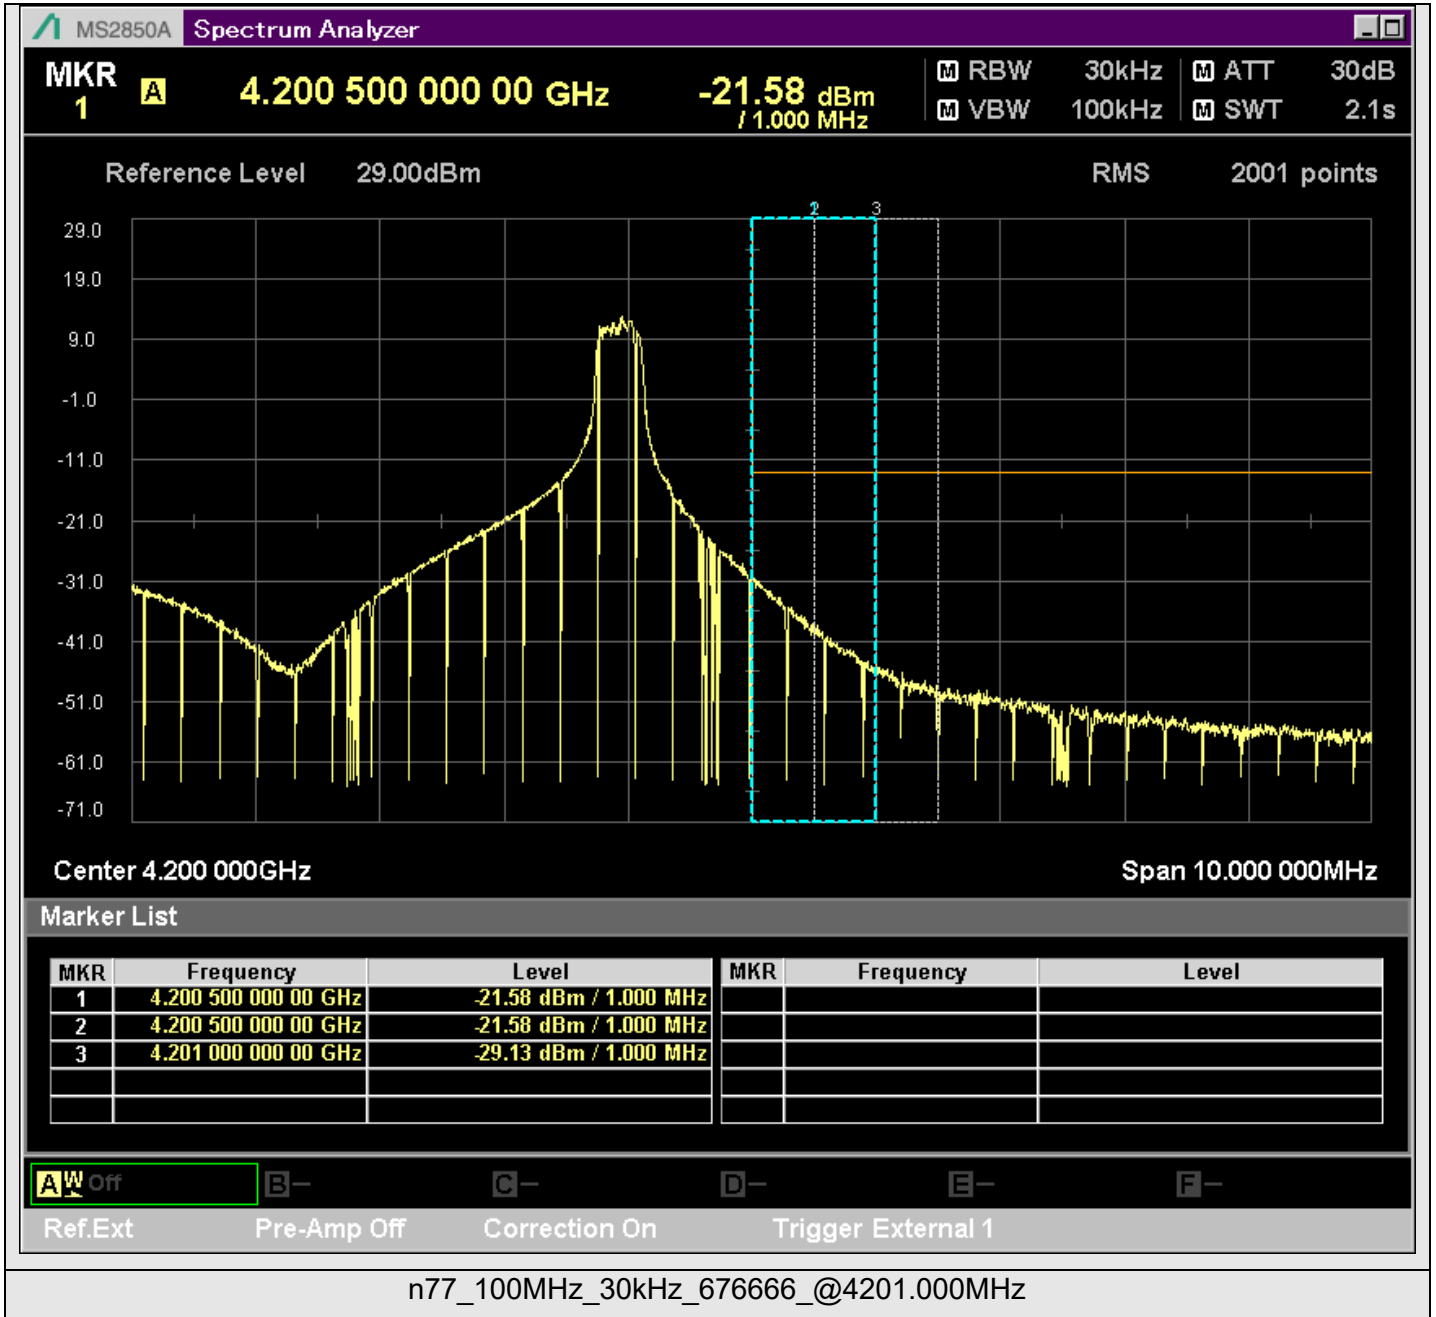 MS2850A Spectrum Analyzer
MKR 1 A 4.200 500 000 00 GHz -21.58 dBm / 1.000 MHz
M RBW 30kHz M ATT 30dB
M VBW 100kHz M SWT 2.1s
Reference Level 29.00dBm RMS 2001 points
2 3
29.0
19.0
9.0
-1.0
-11.0
-21.0
-31.0
-41.0
-51.0
-61.0
-71.0
Center 4.200 000GHz Span 10.000 000MHz
Marker List
MKR Frequency Level MKR Frequency Level
1 4.200 500 000 00 GHz -21.58 dBm / 1.000 MHz
2 4.200 500 000 00 GHz -21.58 dBm / 1.000 MHz
3 4.201 000 000 00 GHz -29.13 dBm / 1.000 MHz
A W Off B — C — D — E — F —
Ref.Ext Pre-Amp Off Correction On Trigger External 1
n77_100MHz_30kHz_676666_@4201.000MHz